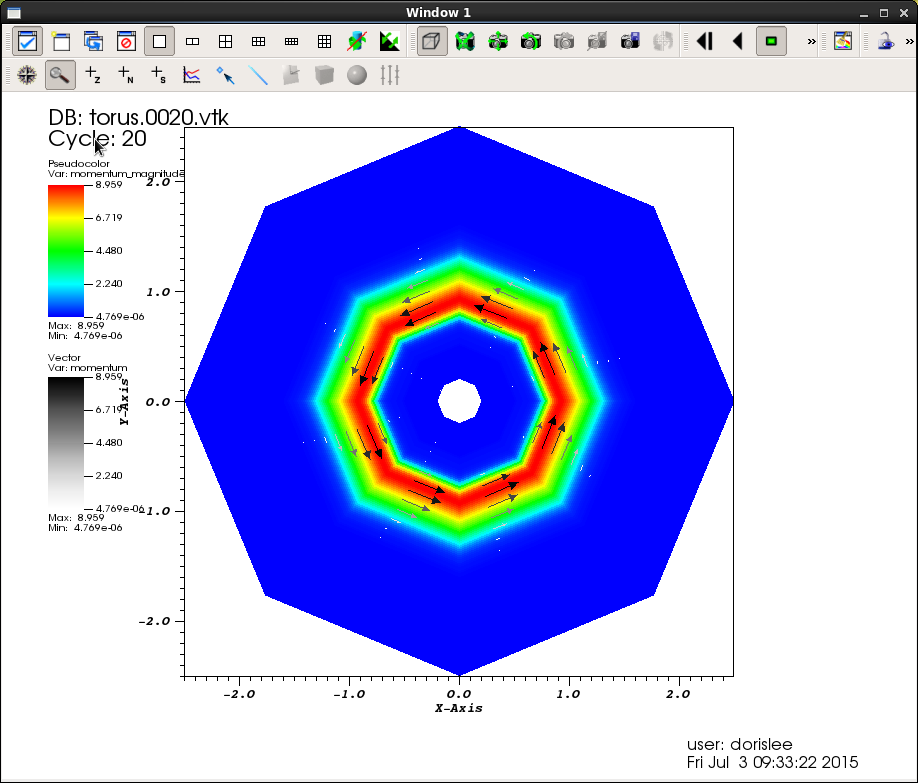 Window 1
DB: torus.0020.vtk
Cycle: 20
Pseudocolor
Var: momentum_magnitude
8.959
6.719
4.480
2.240
4.769e-06
Max: 8.959
Min: 4.769e-06
Vector
Var: momentum
8.959
6.719
4.480
2.240
4.769e-06
Max: 8.959
Min: 4.769e-06
Y-Axis
2.0
1.0
0.0
-1.0
-2.0
-2.0 -1.0 0.0 1.0 2.0
X-Axis
user: dorislee
Fri Jul 3 09:33:22 2015